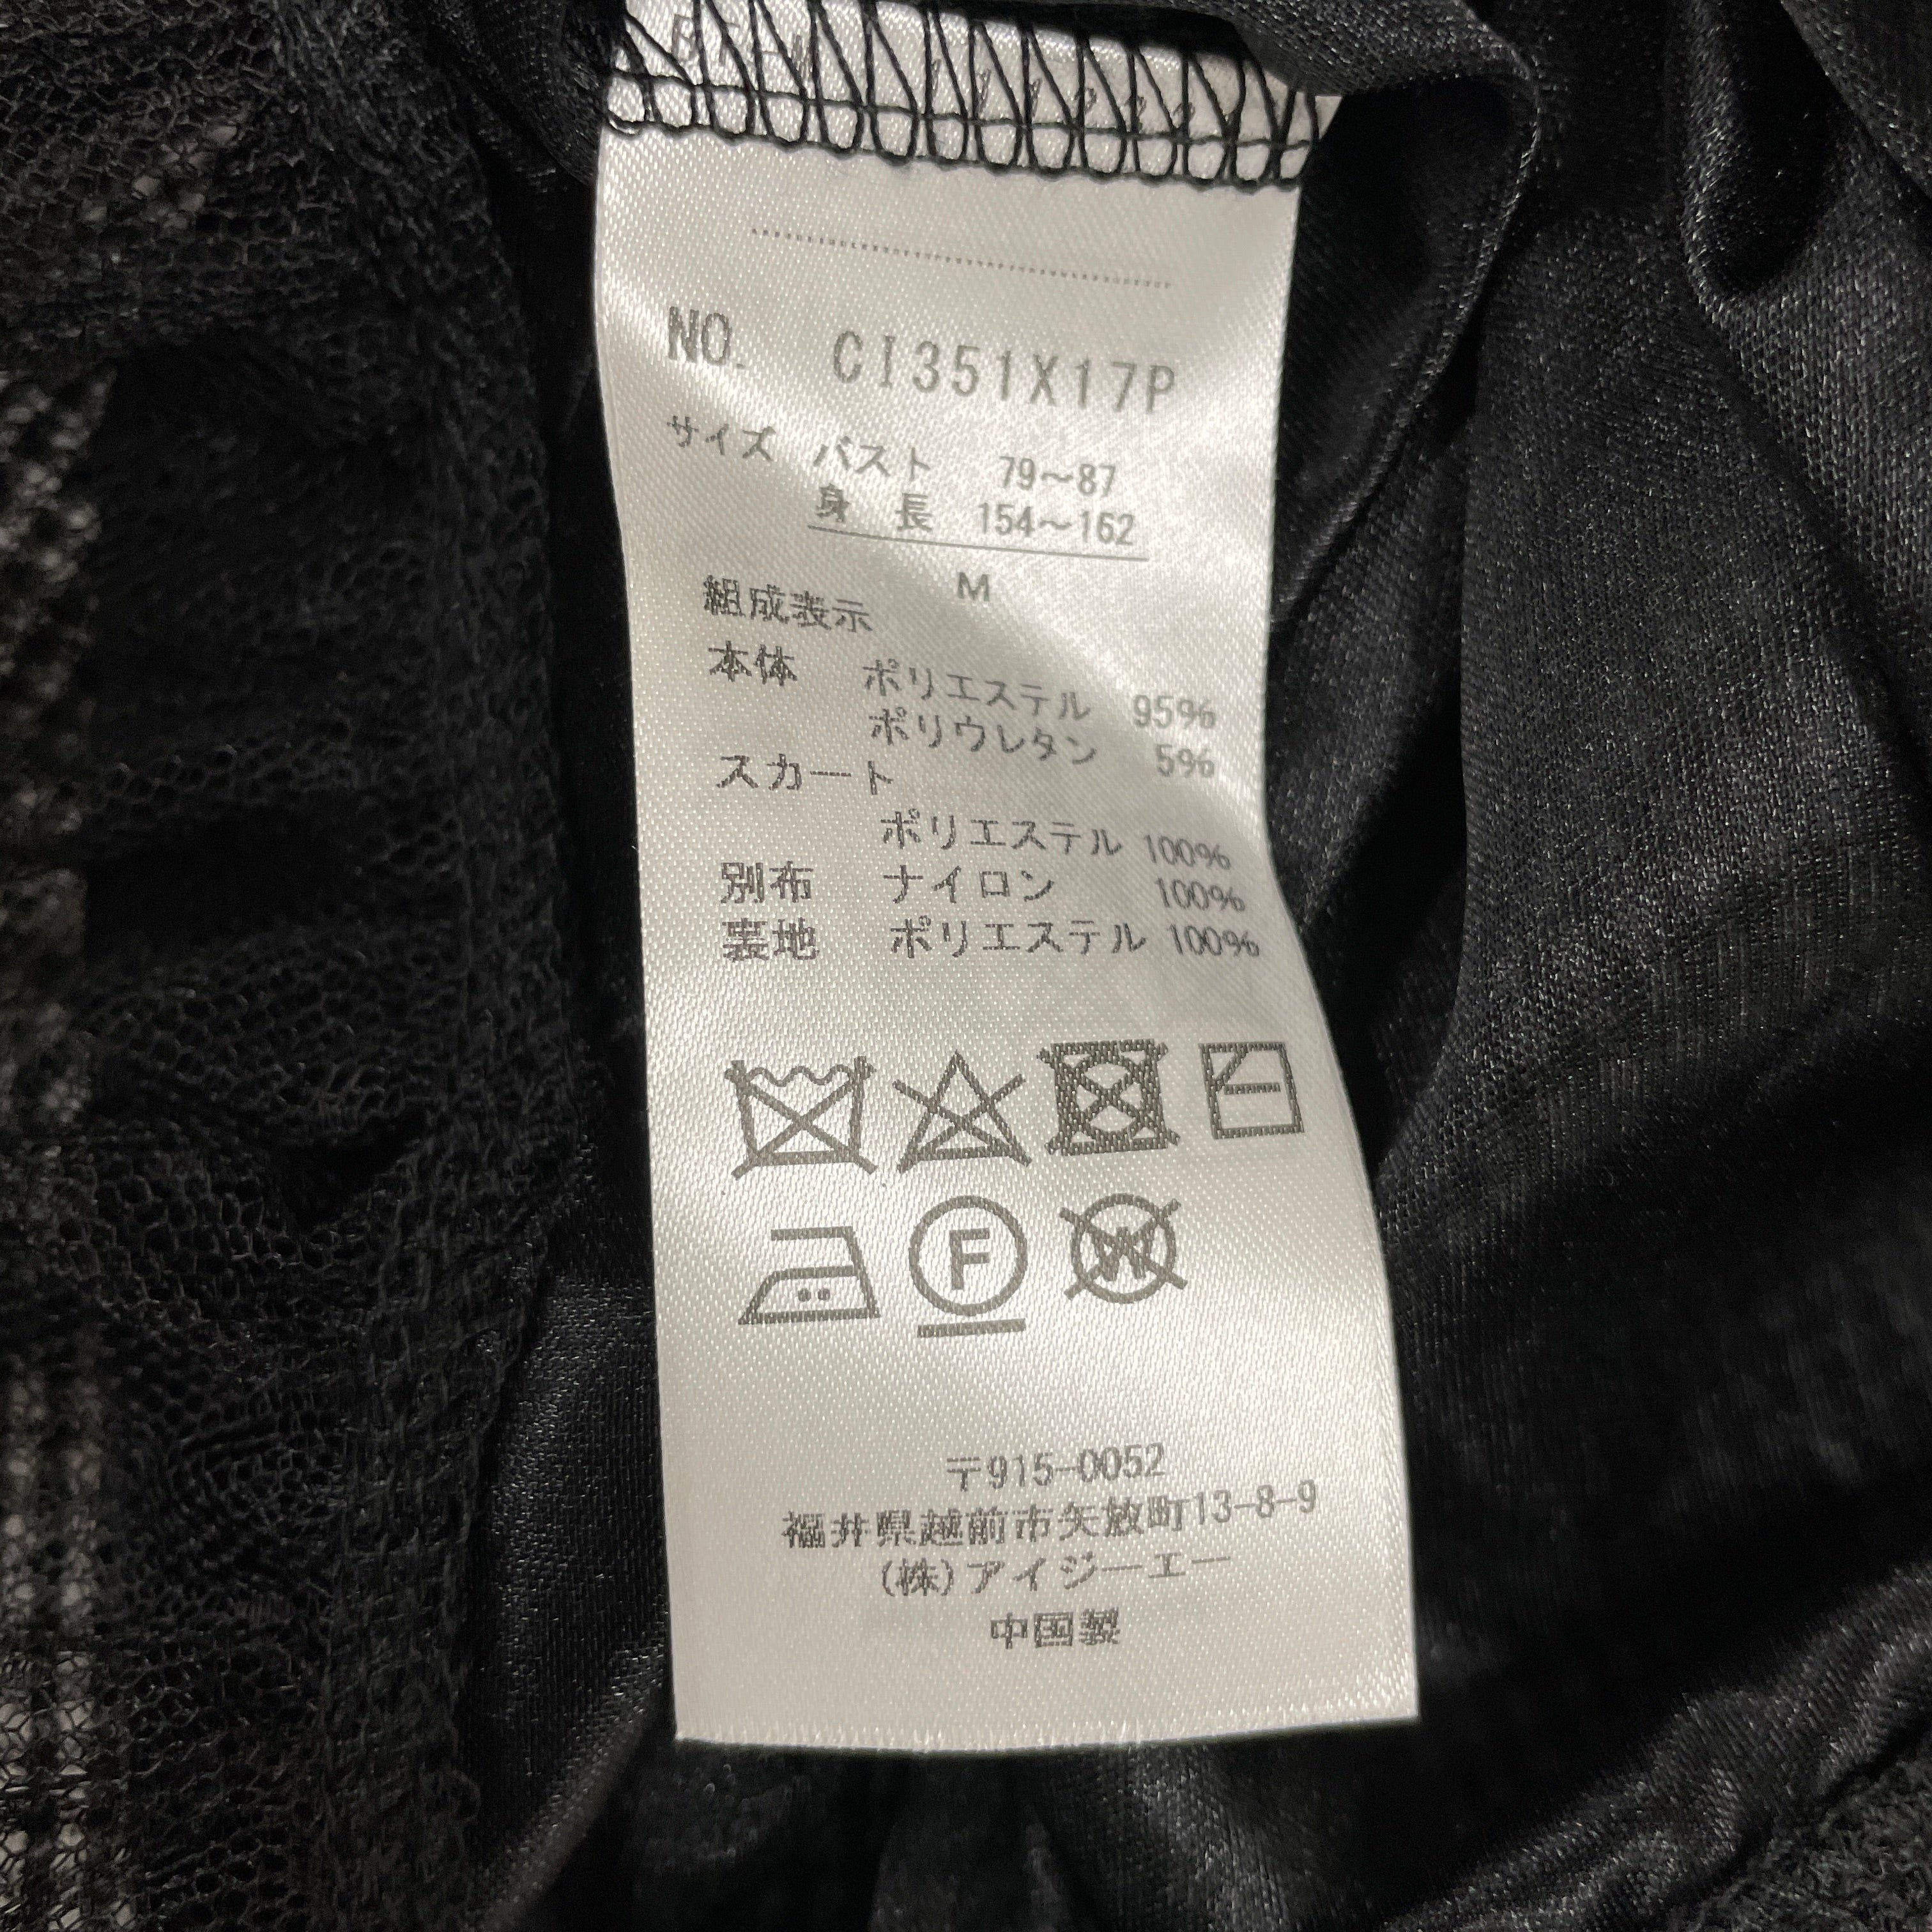 NO. CI351X17P
サイズ バスト 79～87
身 長 154～162
M
組成表示
本体 ポリエステル 95%
ポリウレタン 5%
スカート
ポリエステル 100%
別布 ナイロン 100%
裏地 ポリエステル 100%
F
W
〒915-0052
福井県越前市矢放町13-8-9
(株)アイジーエー
中国製